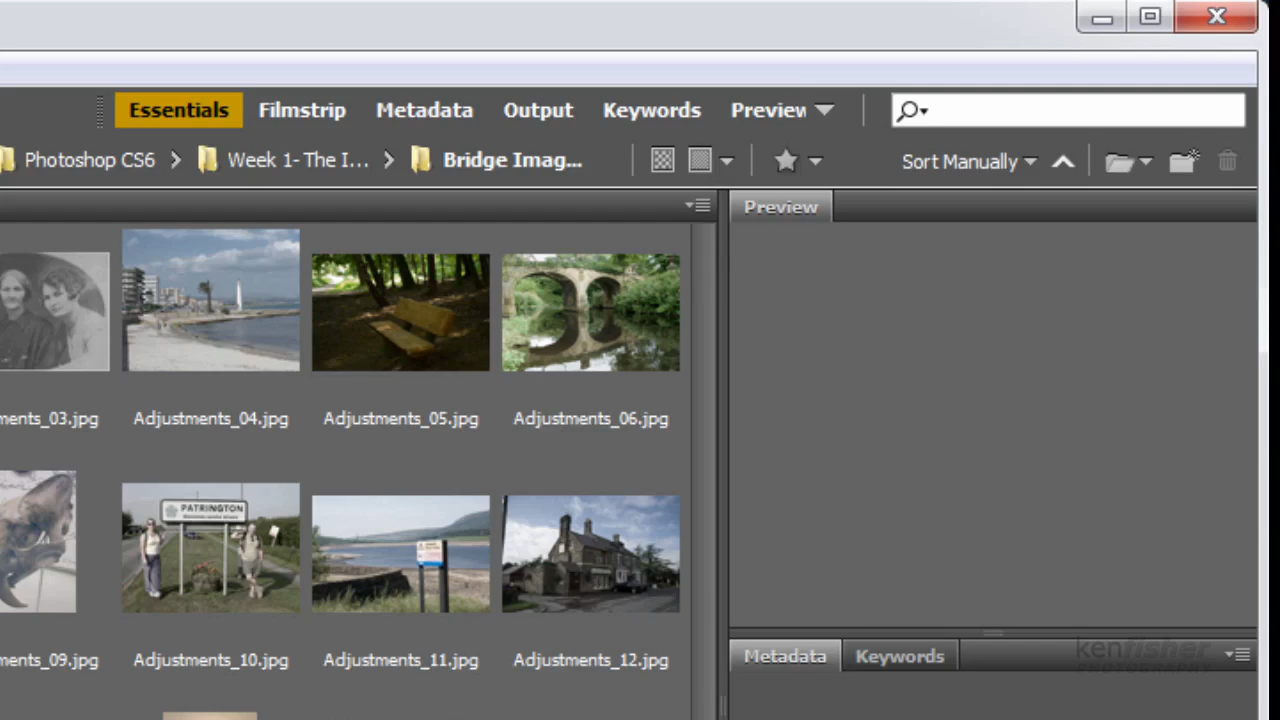 Essentials Filmstrip Metadata Output Keywords Preview
Photoshop CS6 Week 1- The I... Bridge Imag... Sort Manually
Preview
ments_03.jpg Adjustments_04.jpg Adjustments_05.jpg Adjustments_06.jpg
PATRINGTON
ments_09.jpg Adjustments_10.jpg Adjustments_11.jpg Adjustments_12.jpg
Metadata Keywords
kenfisher
PHOTOGRAPHY